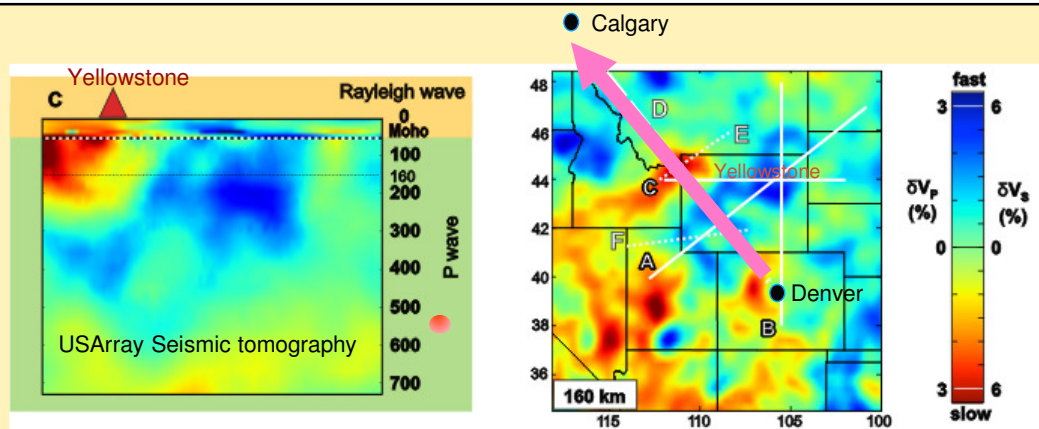 Calgary
Yellowstone
C
Rayleigh wave
0
Moho
100
160
200
300
400
500
600
700
P wave
USArray Seismic tomography
48
46
44
42
40
38
36
115
110
105
100
D
E
Yellowstone
C
F
A
Denver
B
160 km
fast
3 6
δVP δVS
(%) (%)
0 0
3 6
slow